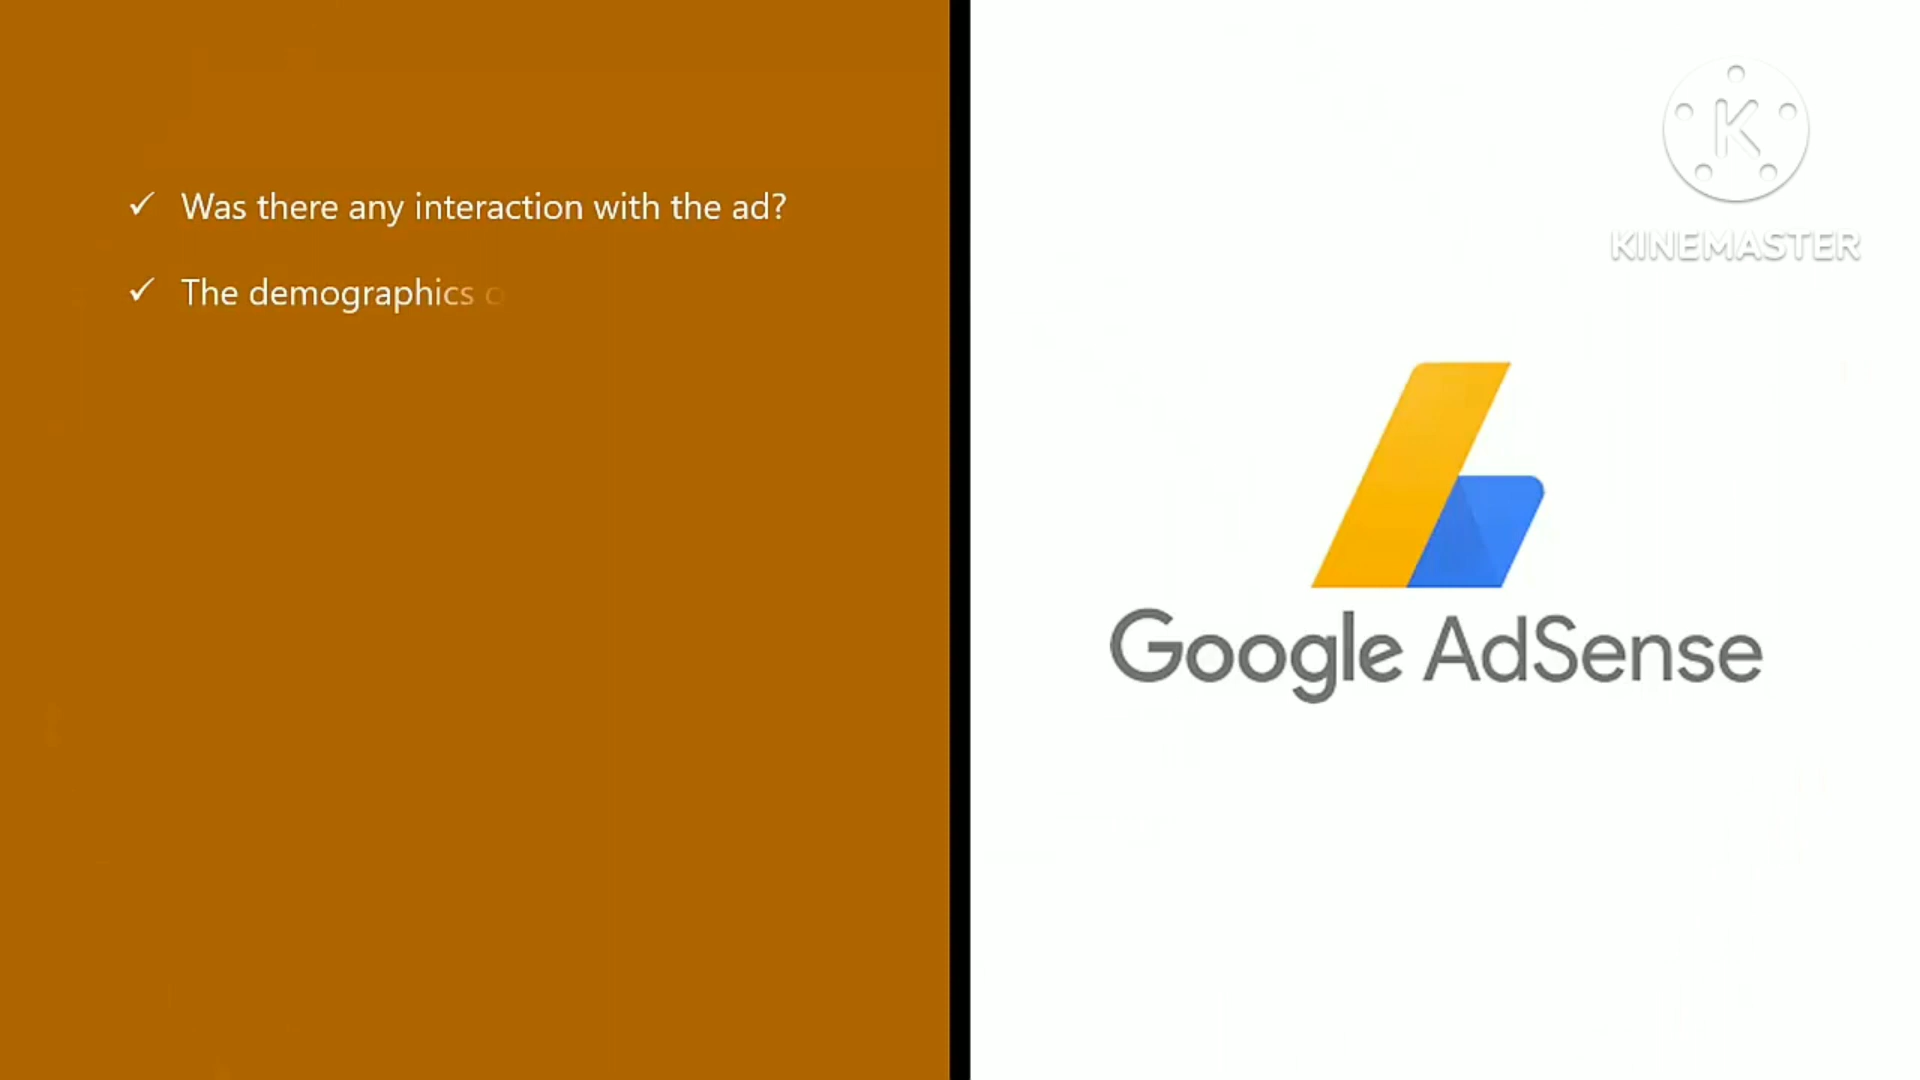 ✓ Was there any interaction with the ad?
✓ The demographics
K
KINEMASTER
Google AdSense